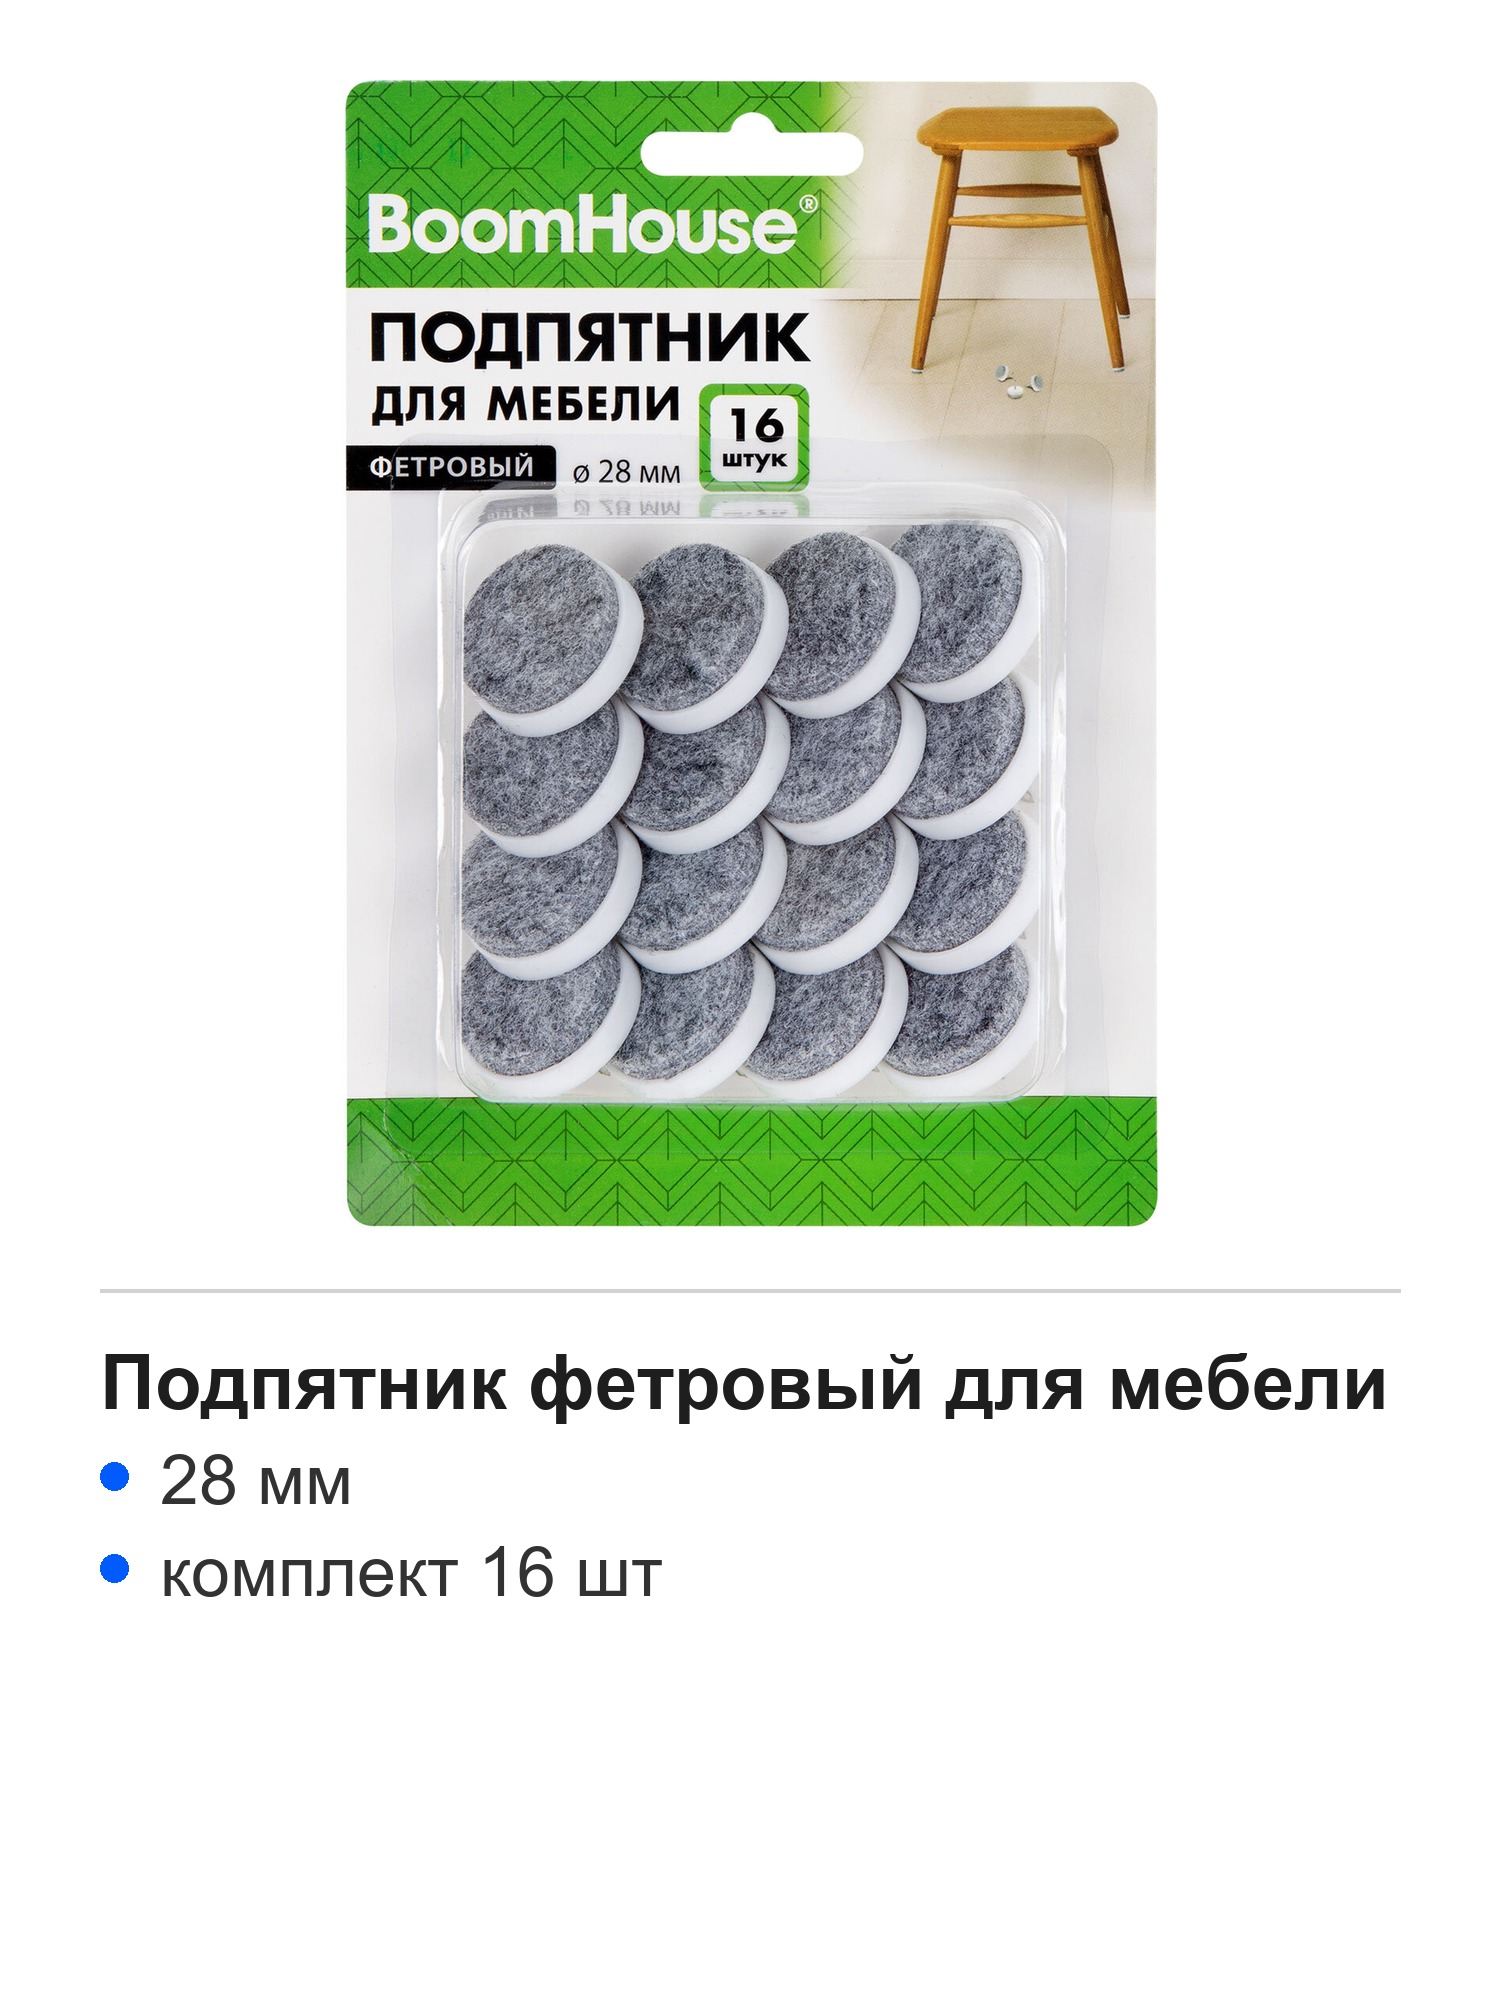 BoomHouse®
ПОДПЯТНИК
ДЛЯ МЕБЕЛИ
16
штук
ФЕТРОВЫЙ
ø 28 мм
Подпятник фетровый для мебели
28 мм
комплект 16 шт